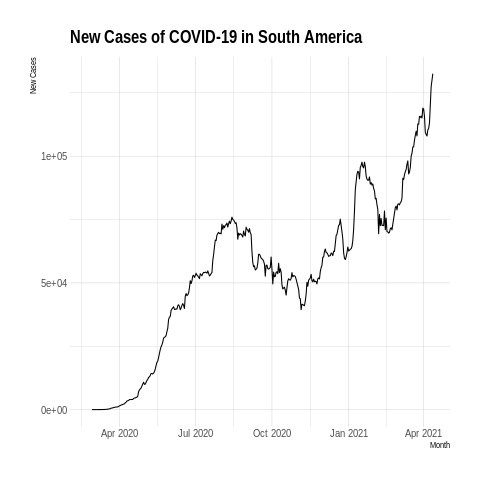 New Cases of COVID-19 in South America
New Cases
1e+05
5e+04
0e+00
Apr 2020 Jul 2020 Oct 2020 Jan 2021 Apr 2021
Month